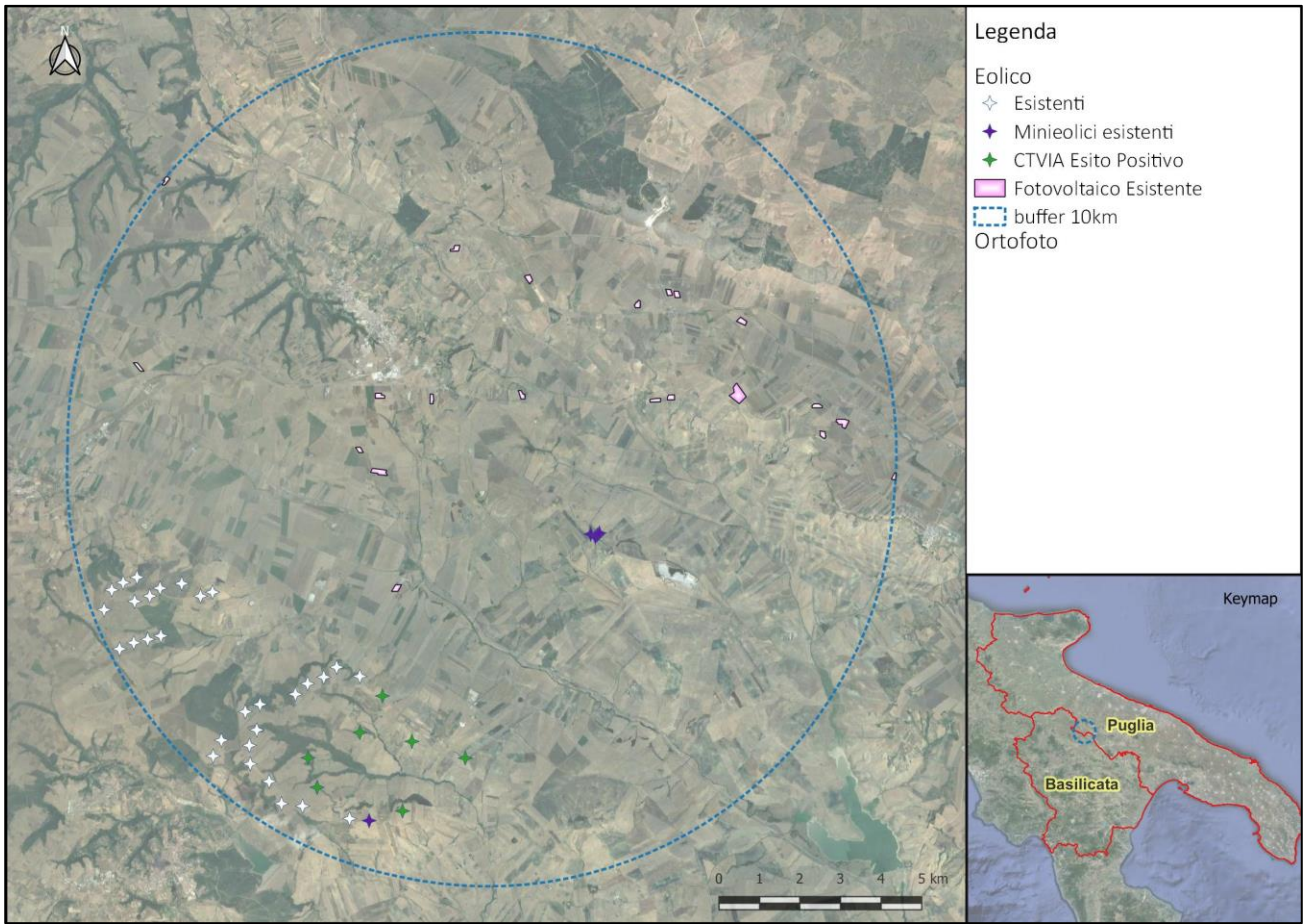 N
Legenda
Eolico
Esistenti
Minieolici esistenti
CTVIA Esito Positivo
Fotovoltaico Esistente
buffer 10km
Ortofoto
0 1 2 3 4 5 km
Keymap
Puglia
Basilicata